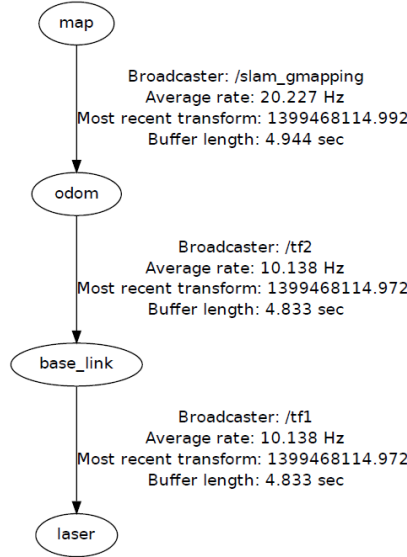 map
Broadcaster: /slam_gmapping
Average rate: 20.227 Hz
Most recent transform: 1399468114.992
Buffer length: 4.944 sec
odom
Broadcaster: /tf2
Average rate: 10.138 Hz
Most recent transform: 1399468114.972
Buffer length: 4.833 sec
base_link
Broadcaster: /tf1
Average rate: 10.138 Hz
Most recent transform: 1399468114.972
Buffer length: 4.833 sec
laser